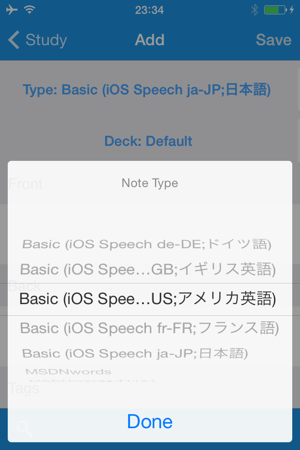 23:34
Study Add Save
Type: Basic (iOS Speech ja-JP;日本語)
Deck: Default
Front
Note Type
Basic (iOS Speech de-DE;ドイツ語)
Basic (iOS Spee…GB;イギリス英語)
Back
Basic (iOS Spee…US;アメリカ英語)
Basic (iOS Speech fr-FR;フランス語)
Basic (iOS Speech ja-JP;日本語)
MSDNwords
Tags
Done